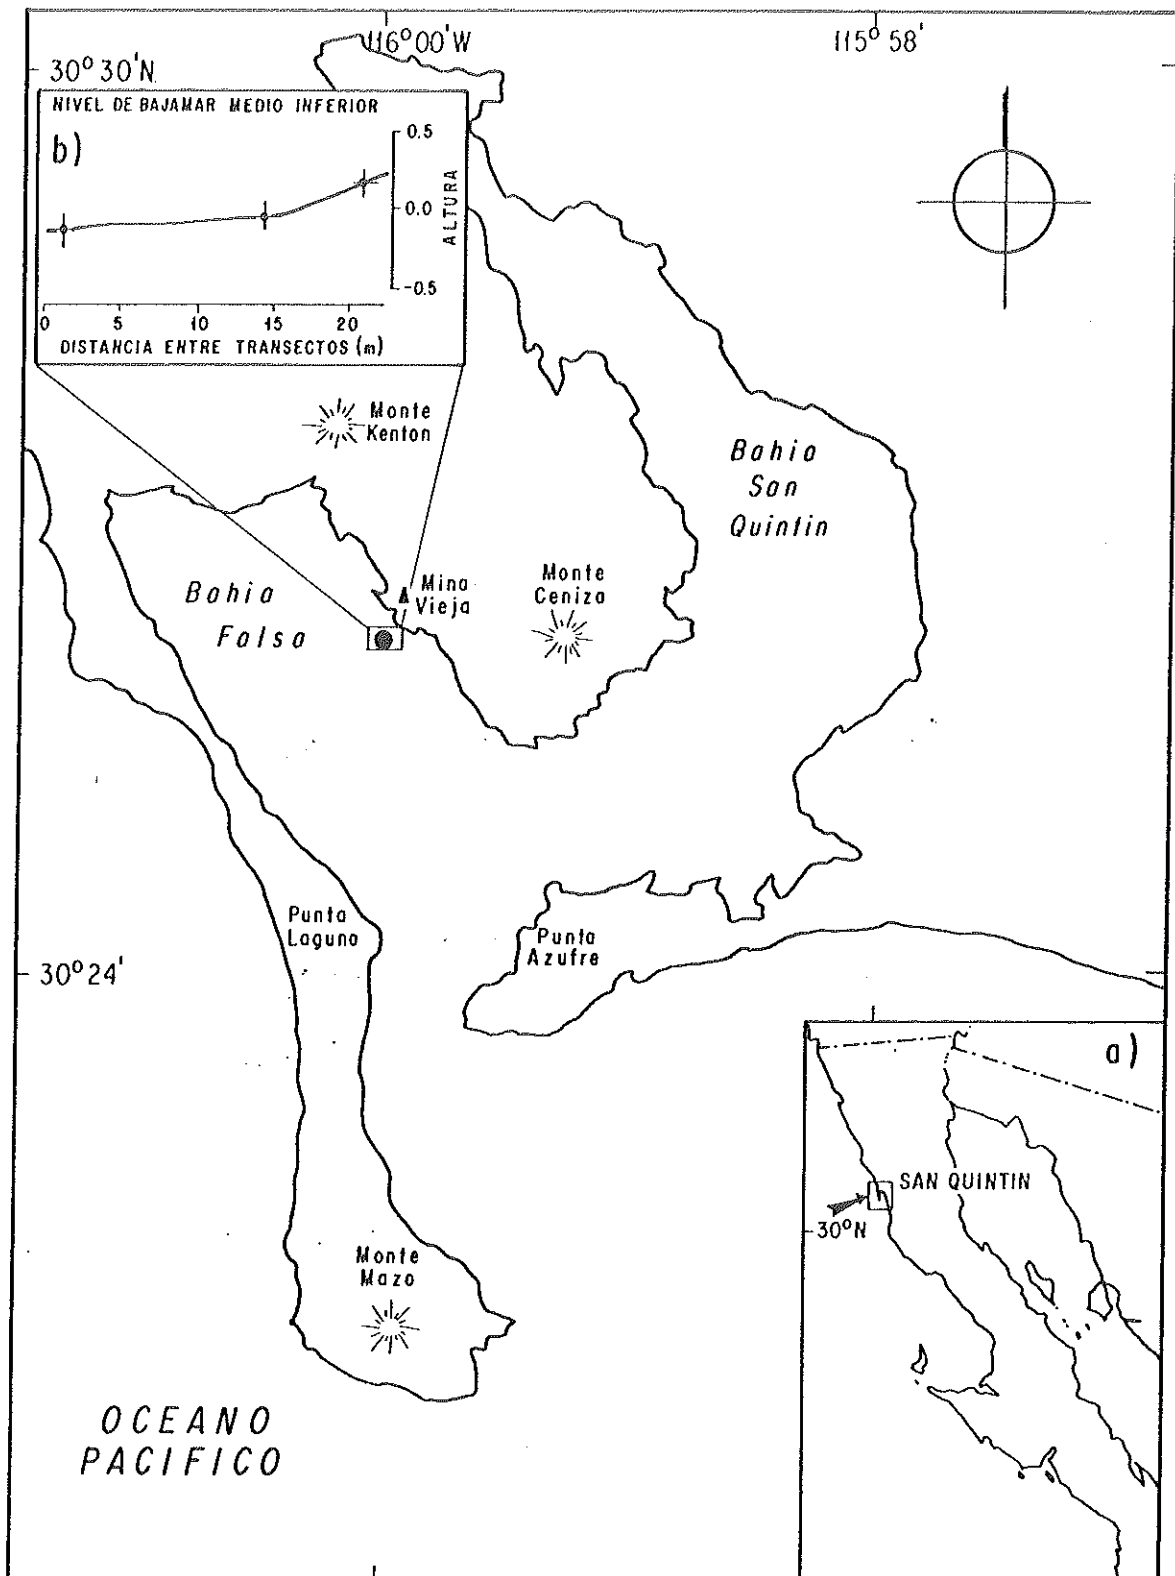 116°00'W
115°58'
30°30'N
NIVEL DE BAJAMAR MEDIO INFERIOR
b)
0.5
0.0
-0.5
ALTURA
0 5 10 15 20
DISTANCIA ENTRE TRANSECTOS (m)
Monte
Kenton
Bahia
San
Quintin
Bahia
Falsa
Mina
Vieja
Monte
Ceniza
Punta
Laguna
Punta
Azufre
30°24'
a)
SAN QUINTIN
30°N
Monte
Mazo
OCEANO
PACIFICO